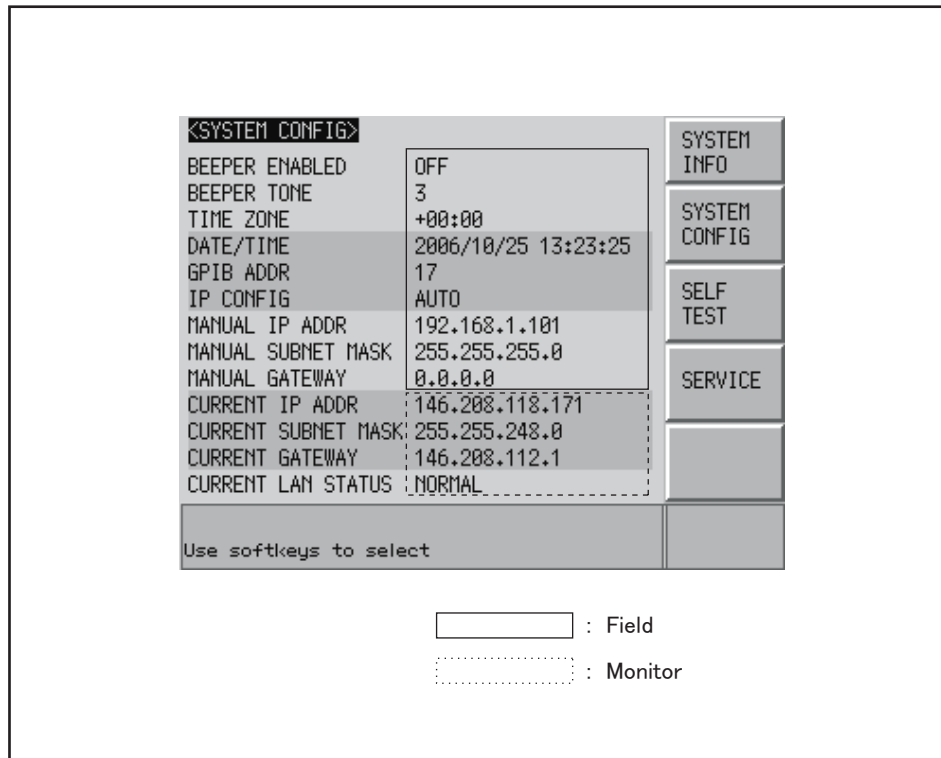 <SYSTEM CONFIG>
BEEPER ENABLED OFF
BEEPER TONE 3
TIME ZONE +00:00
DATE/TIME 2006/10/25 13:23:25
GPIB ADDR 17
IP CONFIG AUTO
MANUAL IP ADDR 192.168.1.101
MANUAL SUBNET MASK 255.255.255.0
MANUAL GATEWAY 0.0.0.0
CURRENT IP ADDR 146.208.118.171
CURRENT SUBNET MASK 255.255.248.0
CURRENT GATEWAY 146.208.112.1
CURRENT LAN STATUS NORMAL
SYSTEM
INFO
SYSTEM
CONFIG
SELF
TEST
SERVICE
Use softkeys to select
: Field
: Monitor